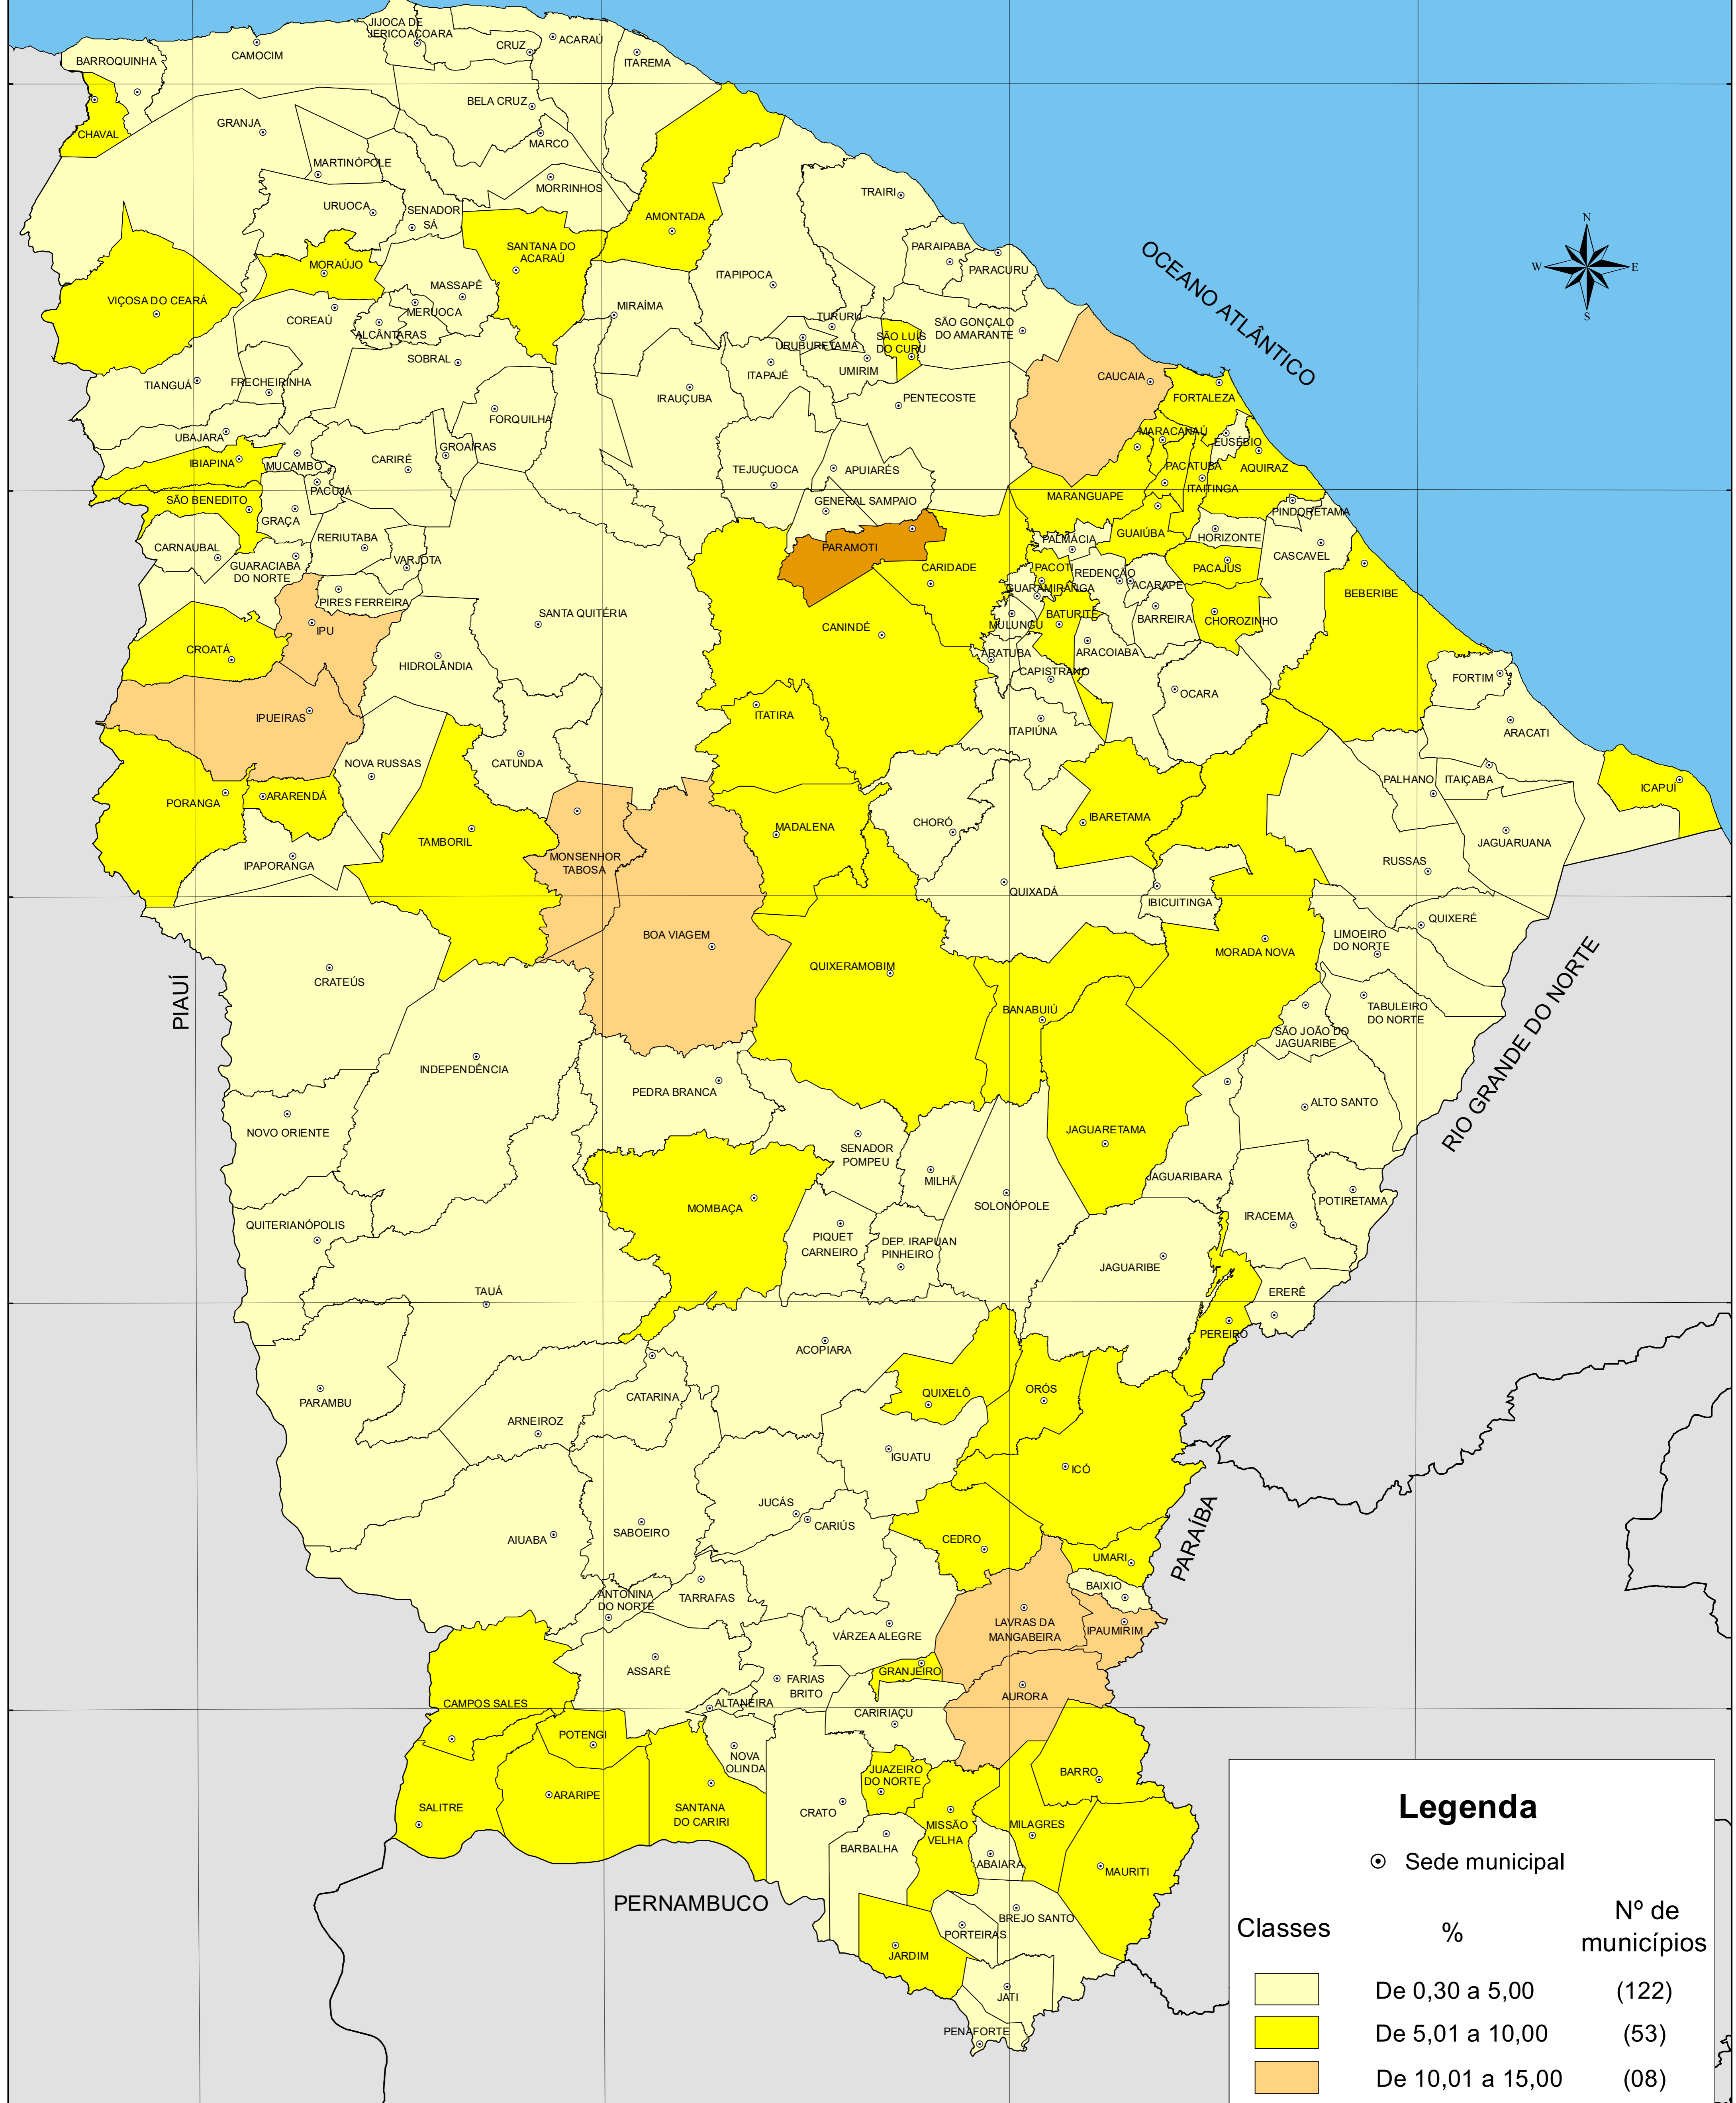 JIJOCA DE
JERICOACOARA
CRUZ
ACARAÚ
BARROQUINHA
CAMOCIM
ITAREMA
CHAVAL
GRANJA
BELA CRUZ
MARCO
MARTINÓPOLE
MORRINHOS
TRAIRI
URUOCA
SENADOR
SÁ
AMONTADA
N
W
E
S
OCEANO ATLÂNTICO
SANTANA DO
ACARAÚ
PARAIPABA
PARACURU
MORAÚJO
ITAPIPOCA
MASSAPÊ
VIÇOSA DO CEARÁ
MIRAÍMA
MERUOCA
COREAÚ
ALCÂNTARAS
TURURU
SÃO GONÇALO
DO AMARANTE
SÃO LUÍS
DO CURU
URUBURETAMA
SOBRAL
UMIRIM
ITAPAJÉ
CAUCAIA
TIANGUÁ
FRECHEIRINHA
IRAUÇUBA
PENTECOSTE
FORTALEZA
FORQUILHA
MARACANAÚ
UBAJARA
EUSÉBIO
GROAÍRAS
IBIAPINA
MUCAMBO
CARIRÉ
TEJUÇUOCA
APUIARÉS
PACATUBA
AQUIRAZ
ITAITINGA
PACUJÁ
MARANGUAPE
SÃO BENEDITO
GENERAL SAMPAIO
PINDORETAMA
GRAÇA
RERIUTABA
PARAMOTI
PALMÁCIA
GUAIÚBA
HORIZONTE
CARNAUBAL
VARJOTA
CASCAVEL
GUARACIABA
DO NORTE
CARIDADE
PACOTI
REDENÇÃO
PACAJUS
ACARAPE
GUARAMIRANGA
BEBERIBE
PIRES FERREIRA
SANTA QUITÉRIA
BATURITÉ
BARREIRA
CHOROZINHO
IPU
CANINDÉ
MULUNGU
CROATÁ
ARATUBA
ARACOIABA
HIDROLÂNDIA
CAPISTRANO
FORTIM
OCARA
IPUEIRAS
ITATIRA
ITAPIÚNA
ARACATI
NOVA RUSSAS
CATUNDA
PALHANO
ITAIÇABA
ICAPUÍ
PORANGA
ARARENDÁ
MADALENA
CHORÓ
IBARETAMA
TAMBORIL
JAGUARUANA
IPAPORANGA
MONSENHOR
TABOSA
RUSSAS
QUIXADÁ
IBICUITINGA
QUIXERÉ
BOA VIAGEM
LIMOEIRO
DO NORTE
MORADA NOVA
QUIXERAMOBIM
CRATEÚS
PIAUÍ
BANABUIÚ
TABULEIRO
DO NORTE
SÃO JOÃO DO
JAGUARIBE
RIO GRANDE DO NORTE
INDEPENDÊNCIA
PEDRA BRANCA
ALTO SANTO
NOVO ORIENTE
JAGUARETAMA
SENADOR
POMPEU
MILHÃ
JAGUARIBARA
SOLONÓPOLE
POTIRETAMA
MOMBAÇA
IRACEMA
QUITERIANÓPOLIS
PIQUET
CARNEIRO
DEP. IRAPUAN
PINHEIRO
JAGUARIBE
TAUÁ
ERERÊ
PEREIRO
ACOPIARA
PARAMBU
CATARINA
QUIXELÔ
ORÓS
ARNEIROZ
IGUATU
ICÓ
JUCÁS
CARIÚS
SABOEIRO
AIUABA
CEDRO
PARAÍBA
UMARI
BAIXIO
ANTONINA
DO NORTE
TARRAFAS
LAVRAS DA
MANGABEIRA
IPAUMIRIM
VÁRZEA ALEGRE
ASSARÉ
GRANJEIRO
FARIAS
BRITO
AURORA
CAMPOS SALES
ALTANEIRA
CARIRIAÇU
POTENGI
NOVA
OLINDA
JUAZEIRO
DO NORTE
BARRO
ARARIPE
SALITRE
SANTANA
DO CARIRI
CRATO
MISSÃO
VELHA
MILAGRES
BARBALHA
ABAIARA
MAURITI
PERNAMBUCO
BREJO SANTO
PORTEIRAS
JARDIM
JATI
PENAFORTE
Legenda
Sede municipal
Classes % Nº de
municípios
De 0,30 a 5,00 (122)
De 5,01 a 10,00 (53)
De 10,01 a 15,00 (08)